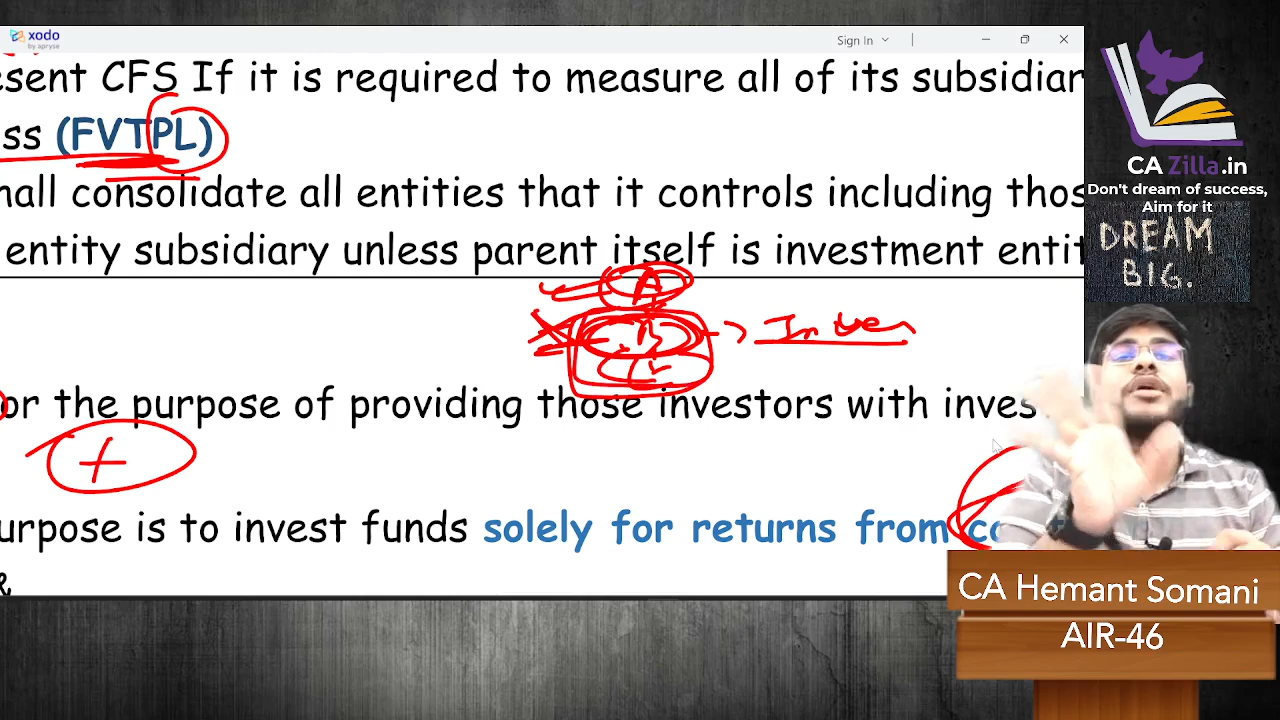 xodo
by apryse
Sign In
esent CFS If it is required to measure all of its subsidiar
ss (FVTPL)
hall consolidate all entities that it controls including thos
entity subsidiary unless parent itself is investment entit
A
B
C
or the purpose of providing those investors with invest
+
urpose is to invest funds solely for returns from
&
CA Zilla.in
Don't dream of success,
Aim for it
DREAM
BIG.
CA Hemant Somani
AIR-46